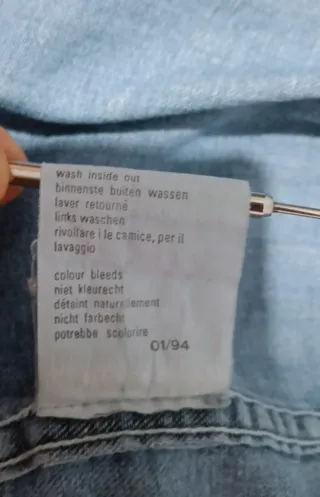 wash inside out
binnenste buiten wassen
laver retourné
links waschen
rivoltare i le camice, per il
lavaggio
colour bleeds
niet kleurecht
déteint naturellement
nicht farbecht
potrebbe scolorire
01/94